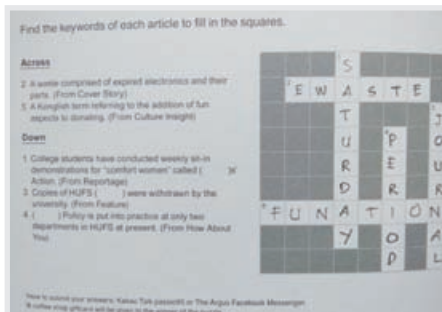 Find the keywords of each article to fill in the squares.
Across
2 A waste comprised of expired electronics and their
parts. (From Cover Story)
5 A Konglish term referring to the addition of fun
aspects to donating. (From Culture Insight)
Down
1 College students have conducted weekly sit-in
demonstrations for "comfort women" called ( )
Action. (From Reportage)
3 Copies of HUFS ( ) were withdrawn by the
university. (From Feature)
4 ( ) Policy is put into practice at only two
departments in HUFS at present. (From How About
You)
S
E W A S T E
T
U P
R E U
D R R
F U N A T I O N
Y O A
D L
How to submit your answers: Kakao Talk or The Argus Facebook Messenger